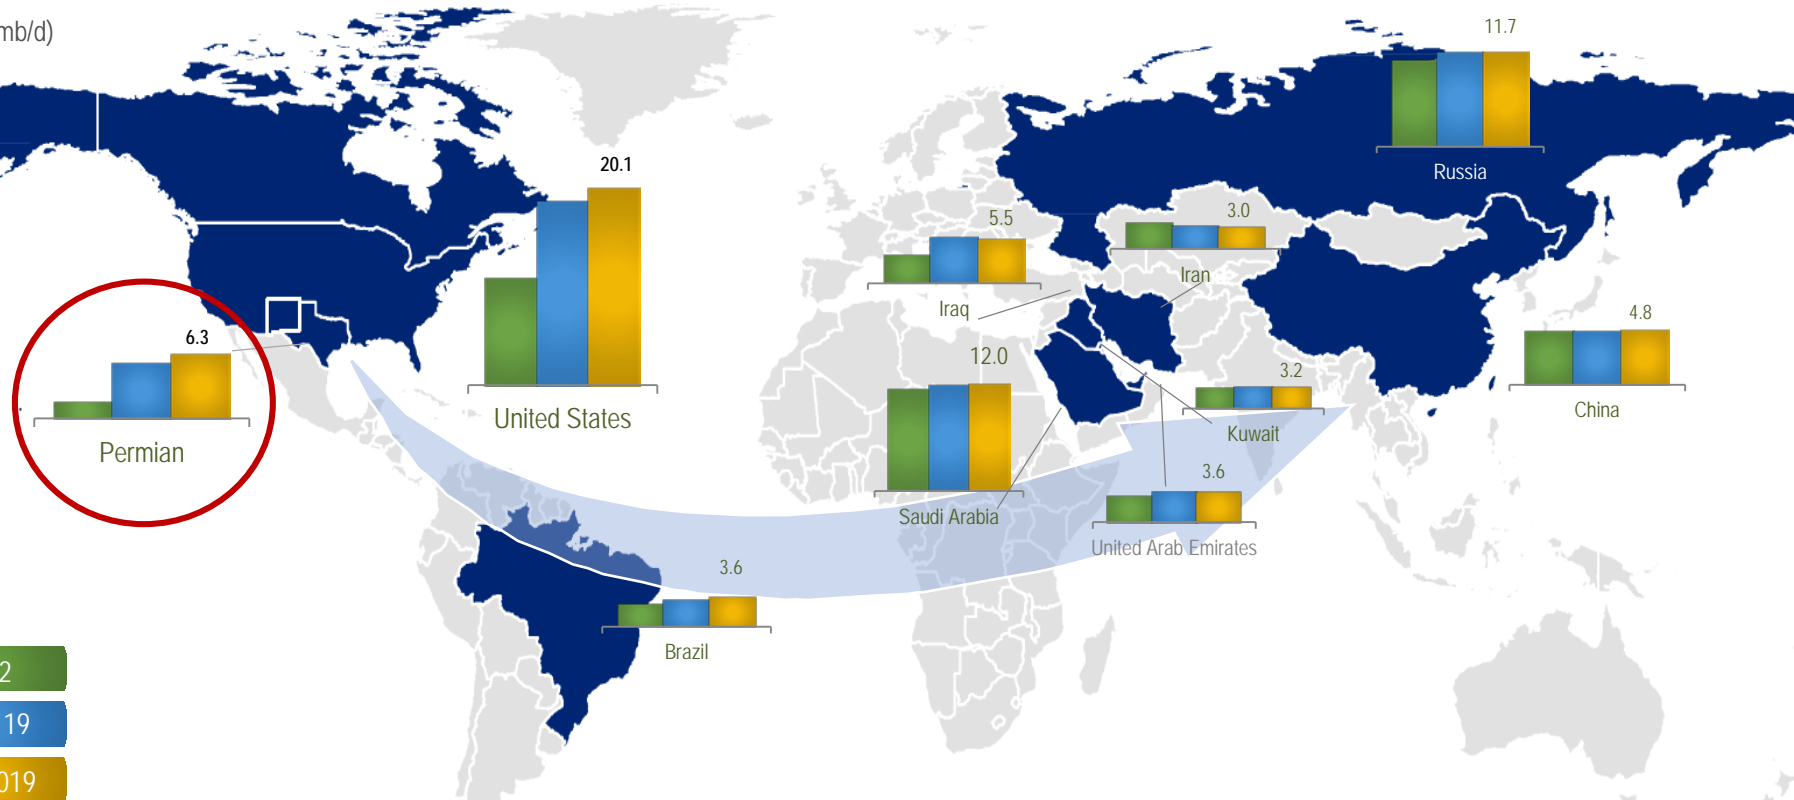 mb/d)
11.7
Russia
20.1
United States
5.5
Iraq
3.0
Iran
6.3
Permian
12.0
Saudi Arabia
3.2
Kuwait
4.8
China
3.6
United Arab Emirates
3.6
Brazil
2
19
019